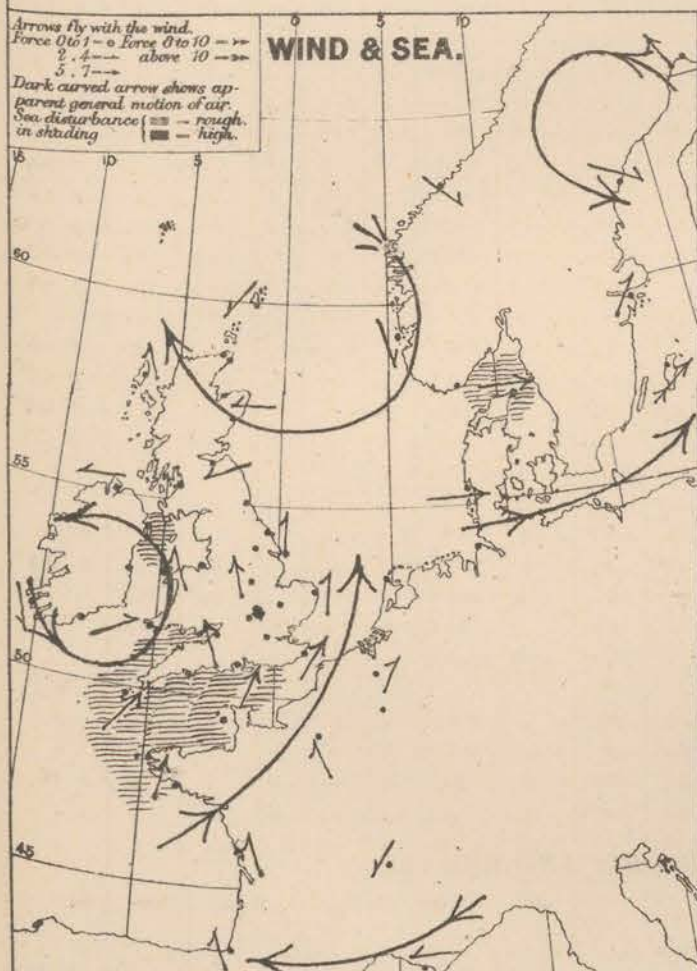 0 5 10
WIND & SEA.
Arrows fly with the wind.
Force 0 to 1 – o Force 8 to 10 –
2 „ 4 – above 10 –
5 „ 7 –
Dark curved arrow shows ap-
parent general motion of air.
Sea disturbance { – rough.
in shading – high.
15 10 5
60
55
50
45